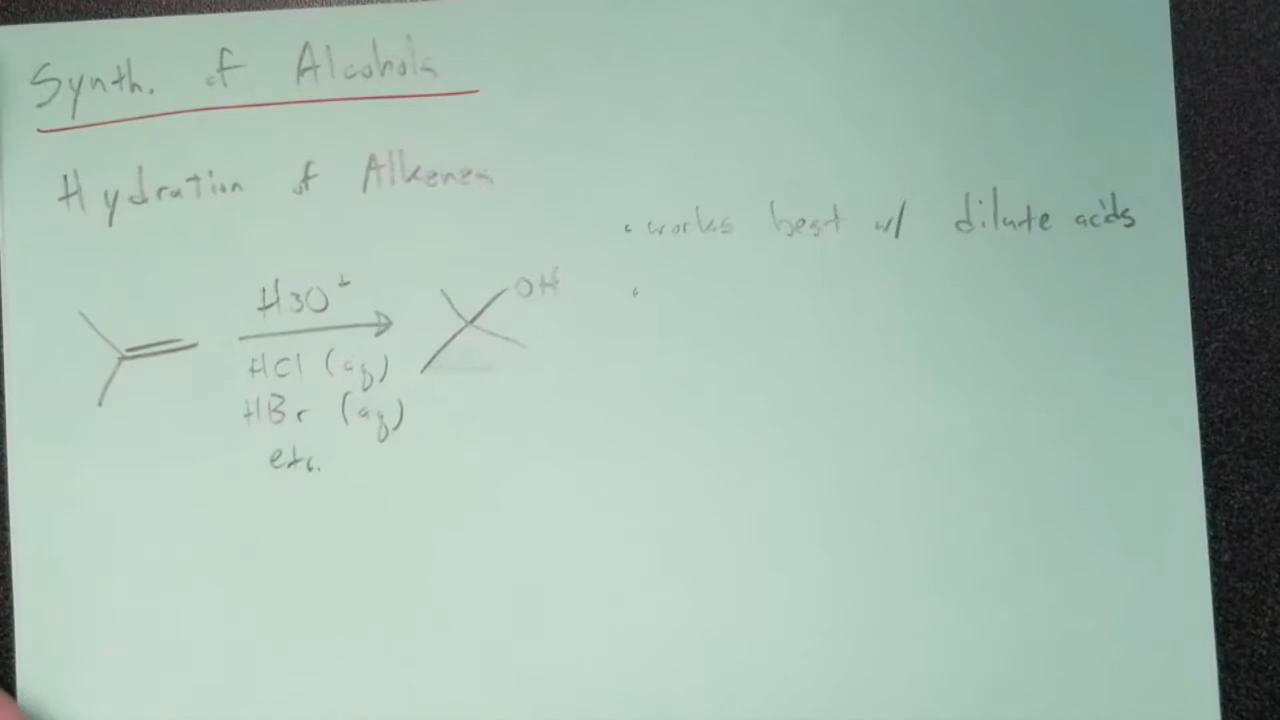 Synth. of Alcohols
Hydration of Alkenes
• works best w/ dilute acids
•
H3O+
HCl (aq)
HBr (aq)
etc.
OH